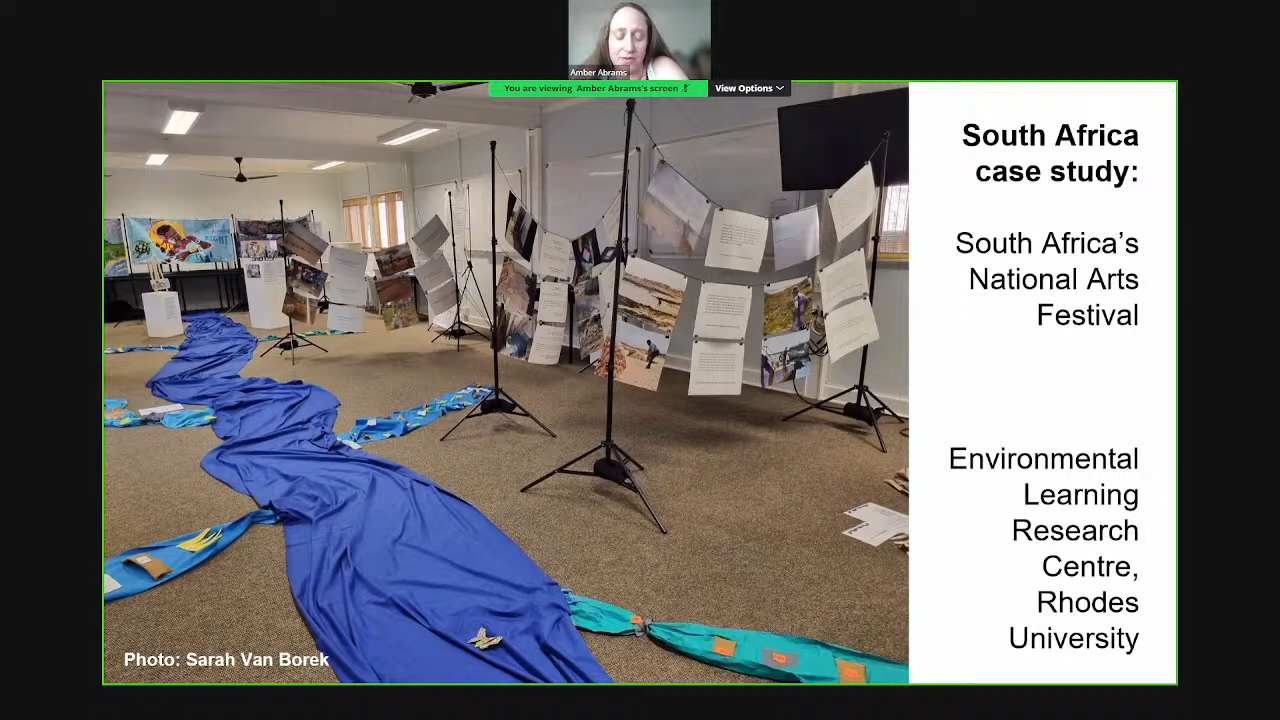 Amber Abrams
You are viewing Amber Abrams's screen
View Options
South Africa
case study:
South Africa's
National Arts
Festival
Environmental
Learning
Research
Centre,
Rhodes
University
Photo: Sarah Van Borek